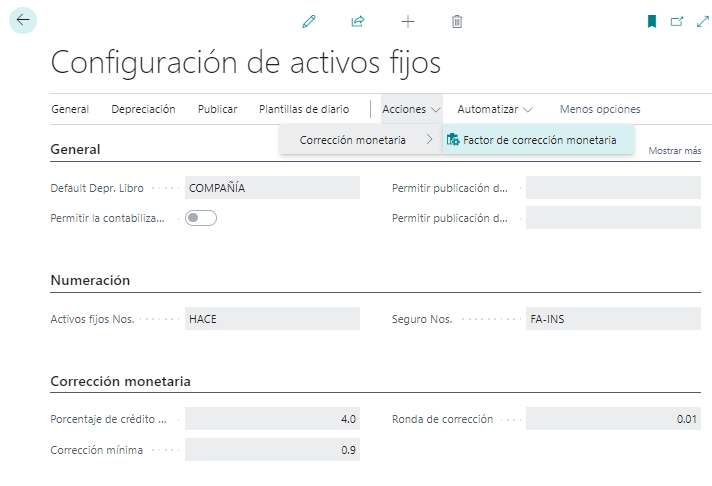 Configuración de activos fijos
General Depreciación Publicar Plantillas de diario Acciones Automatizar Menos opciones
Corrección monetaria Factor de corrección monetaria
General Mostrar más
Default Depr. Libro COMPAÑÍA Permitir publicación d...
Permitir la contabiliza... Permitir publicación d...
Numeración
Activos fijos Nos. HACE Seguro Nos. FA-INS
Corrección monetaria
Porcentaje de crédito ... 4.0 Ronda de corrección 0.01
Corrección mínima 0.9